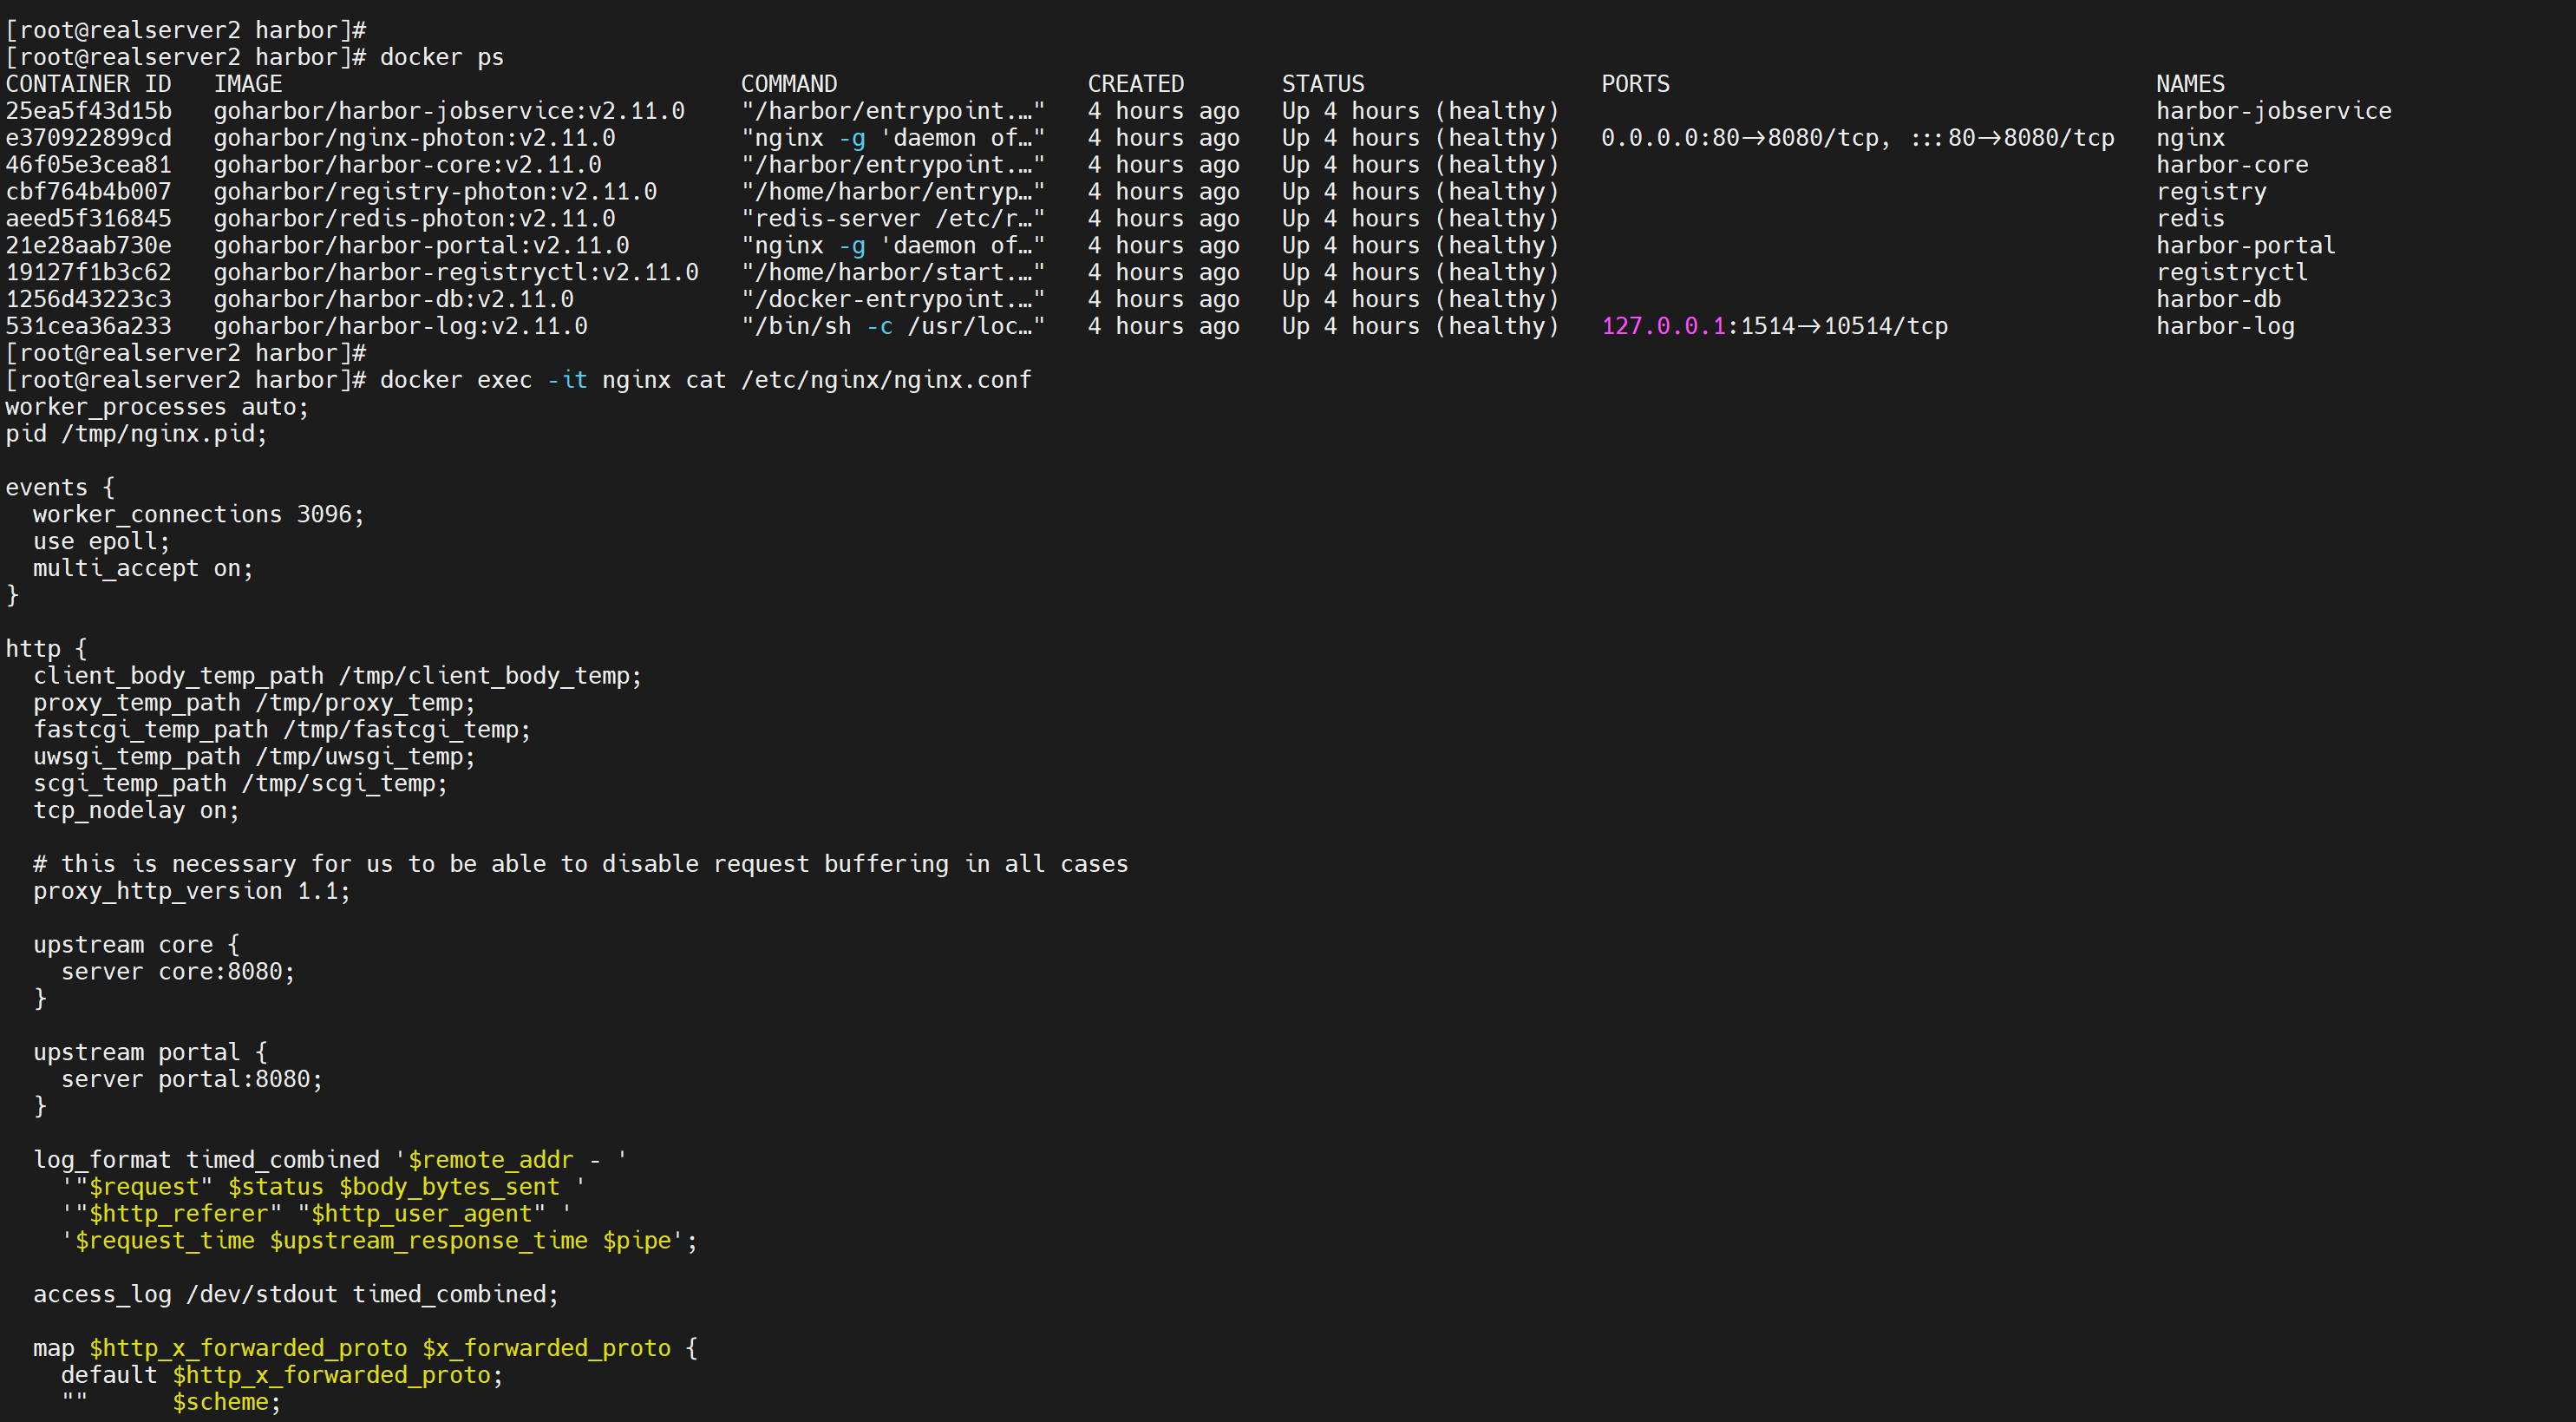 [root@realserver2 harbor]#
[root@realserver2 harbor]# docker ps
CONTAINER ID   IMAGE                                 COMMAND                  CREATED       STATUS                 PORTS                                   NAMES
25ea5f43d15b   goharbor/harbor-jobservice:v2.11.0    "/harbor/entrypoint.…"   4 hours ago   Up 4 hours (healthy)                                           harbor-jobservice
e370922899cd   goharbor/nginx-photon:v2.11.0         "nginx -g 'daemon of…"   4 hours ago   Up 4 hours (healthy)   0.0.0.0:80->8080/tcp, :::80->8080/tcp   nginx
46f05e3cea81   goharbor/harbor-core:v2.11.0          "/harbor/entrypoint.…"   4 hours ago   Up 4 hours (healthy)                                           harbor-core
cbf764b4b007   goharbor/registry-photon:v2.11.0      "/home/harbor/entryp…"   4 hours ago   Up 4 hours (healthy)                                           registry
aeed5f316845   goharbor/redis-photon:v2.11.0         "redis-server /etc/r…"   4 hours ago   Up 4 hours (healthy)                                           redis
21e28aab730e   goharbor/harbor-portal:v2.11.0        "nginx -g 'daemon of…"   4 hours ago   Up 4 hours (healthy)                                           harbor-portal
19127f1b3c62   goharbor/harbor-registryctl:v2.11.0   "/home/harbor/start.…"   4 hours ago   Up 4 hours (healthy)                                           registryctl
1256d43223c3   goharbor/harbor-db:v2.11.0            "/docker-entrypoint.…"   4 hours ago   Up 4 hours (healthy)                                           harbor-db
531cea36a233   goharbor/harbor-log:v2.11.0           "/bin/sh -c /usr/loc…"   4 hours ago   Up 4 hours (healthy)   127.0.0.1:1514->10514/tcp               harbor-log
[root@realserver2 harbor]#
[root@realserver2 harbor]# docker exec -it nginx cat /etc/nginx/nginx.conf
worker_processes auto;
pid /tmp/nginx.pid;

events {
  worker_connections 3096;
  use epoll;
  multi_accept on;
}

http {
  client_body_temp_path /tmp/client_body_temp;
  proxy_temp_path /tmp/proxy_temp;
  fastcgi_temp_path /tmp/fastcgi_temp;
  uwsgi_temp_path /tmp/uwsgi_temp;
  scgi_temp_path /tmp/scgi_temp;
  tcp_nodelay on;

  # this is necessary for us to be able to disable request buffering in all cases
  proxy_http_version 1.1;

  upstream core {
    server core:8080;
  }

  upstream portal {
    server portal:8080;
  }

  log_format timed_combined '$remote_addr - '
    '"$request" $status $body_bytes_sent '
    '"$http_referer" "$http_user_agent" '
    '$request_time $upstream_response_time $pipe';

  access_log /dev/stdout timed_combined;

  map $http_x_forwarded_proto $x_forwarded_proto {
    default $http_x_forwarded_proto;
    ""      $scheme;